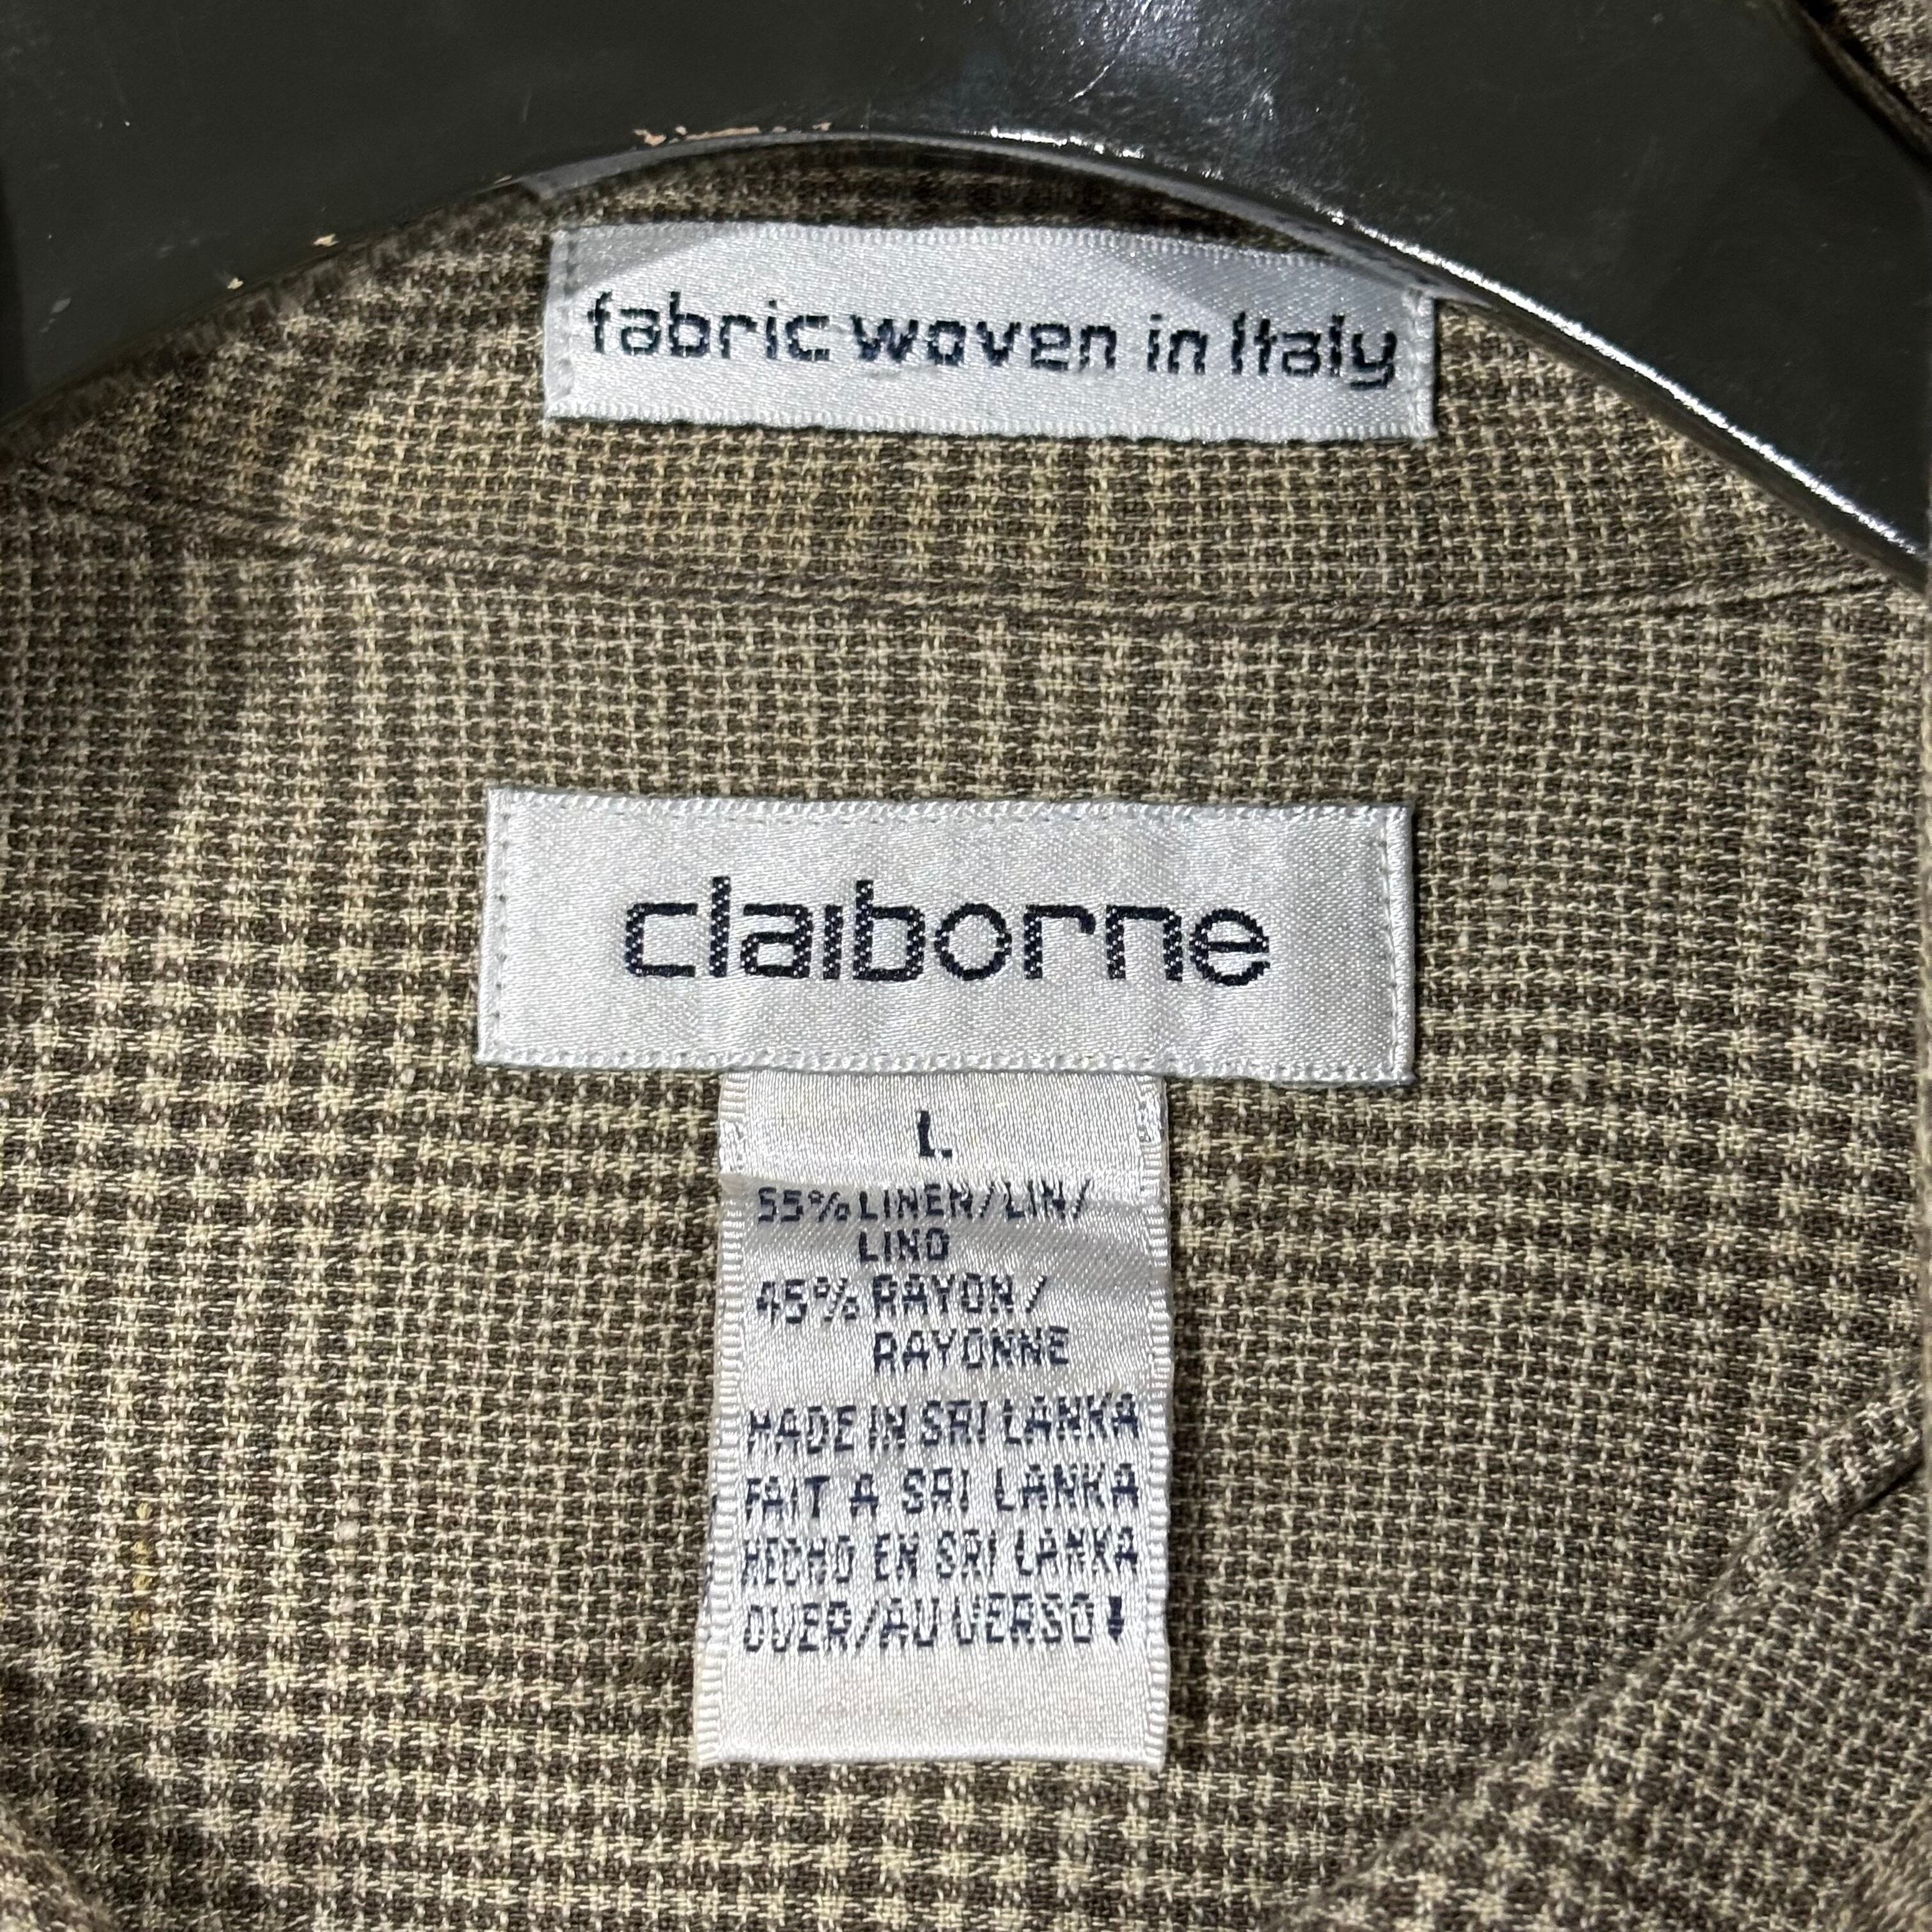 fabric woven in Italy
claiborne
L
55% LINEN/LIN/
LINO
45% RAYON/
RAYONNE
MADE IN SRI LANKA
FAIT A SRI LANKA
HECHO EN SRI LANKA
OVER/AU VERSO